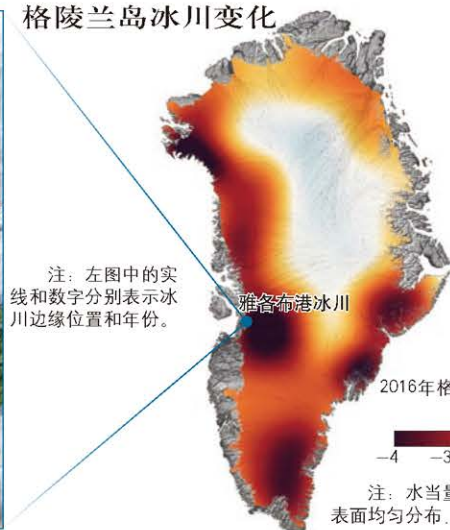 格陵兰岛冰川变化
注：左图中的实
线和数字分别表示冰
川边缘位置和年份。
雅各布港冰川
2016年格
−4 −3
注：水当量
表面均匀分布